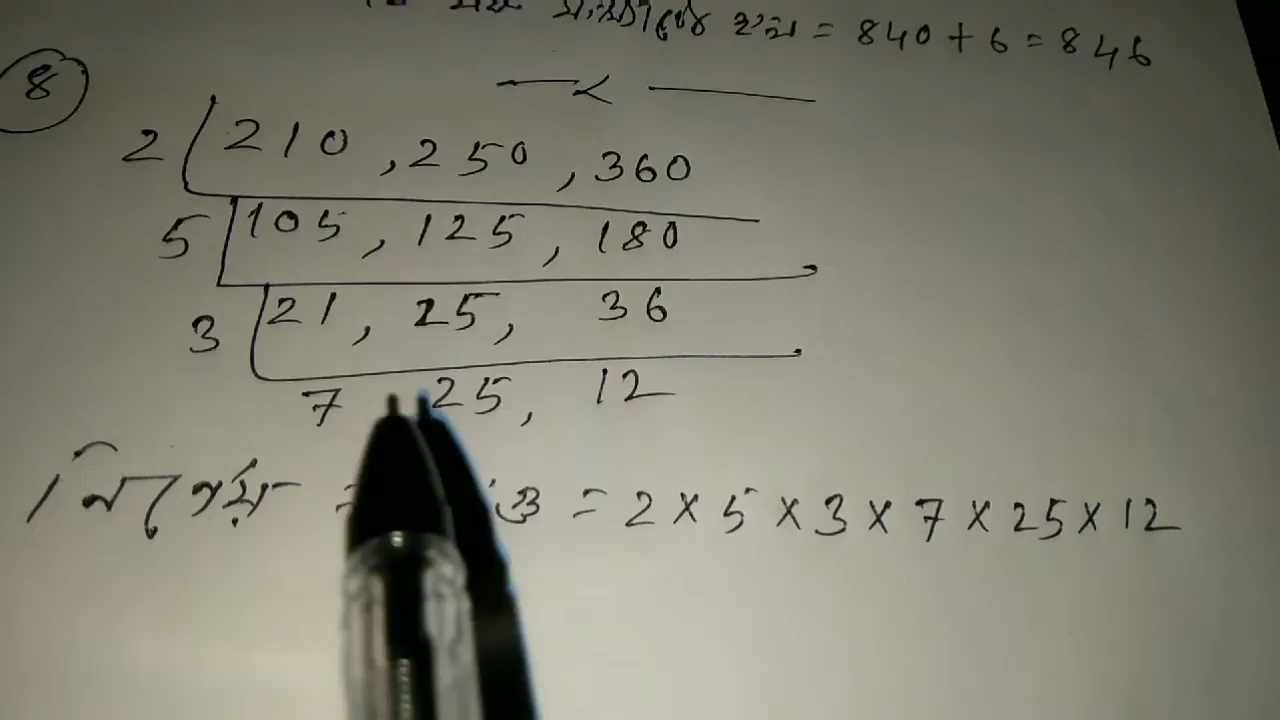 = 840 + 6 = 846
8
2 210 , 250 , 360
5 105 , 125 , 180
3 21 , 25 , 36
7 25 , 12
= 2 × 5 × 3 × 7 × 25 × 12